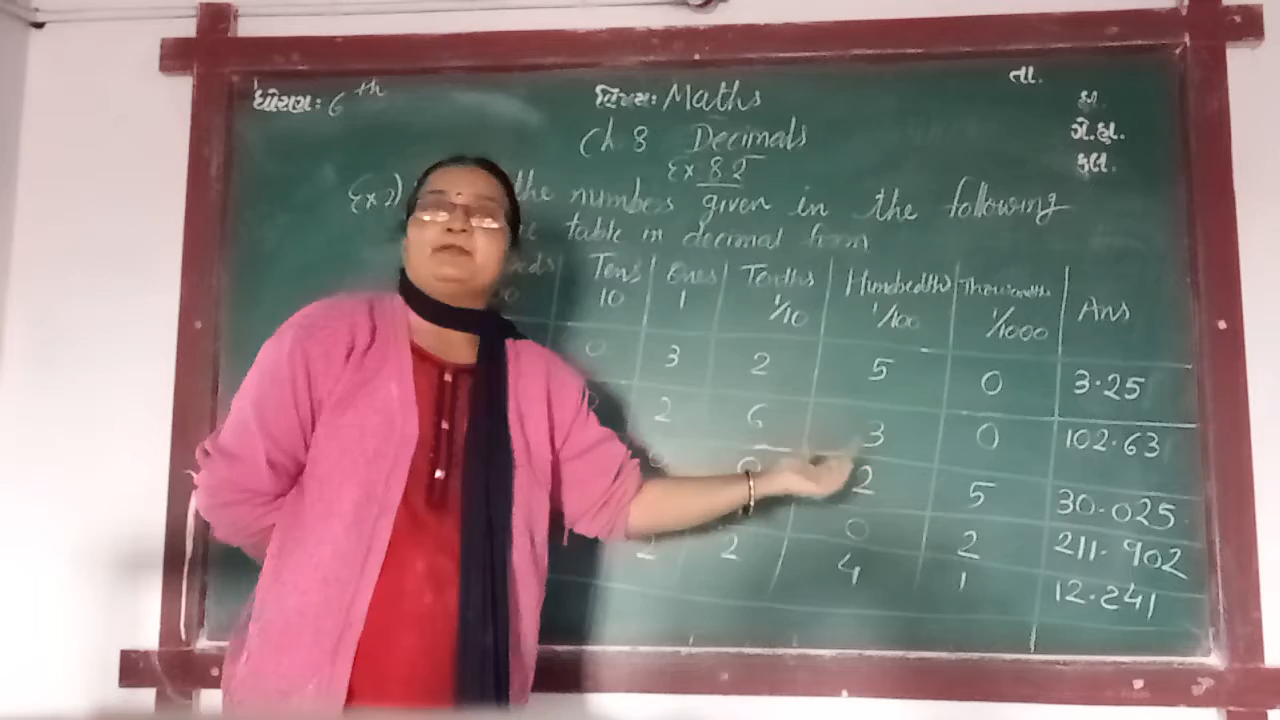 ધોરણ: 6th
વિષય: Maths
તા.
Ch 8 Decimals
Ex 8.2
ગે.હા.
કુલ.
Ex 2) the numbers given in the following
table in decimal form
Tens Ones Tenths Hundredths Thousandths Ans
10 1 1/10 1/100 1/1000
0 3 2 5 0 3.25
2 6 3 0 102.63
0 2 5 30.025
0 2 211.902
2 2 4 1 12.241